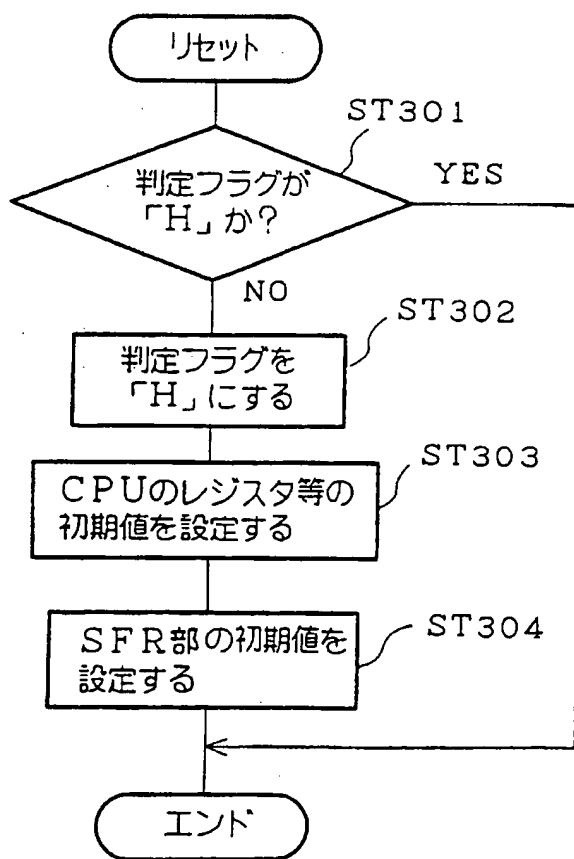 リセット
ST301
判定フラグが
「H」か?
YES
NO
ST302
判定フラグを
「H」にする
ST303
CPUのレジスタ等の
初期値を設定する
ST304
SFR部の初期値を
設定する
エンド